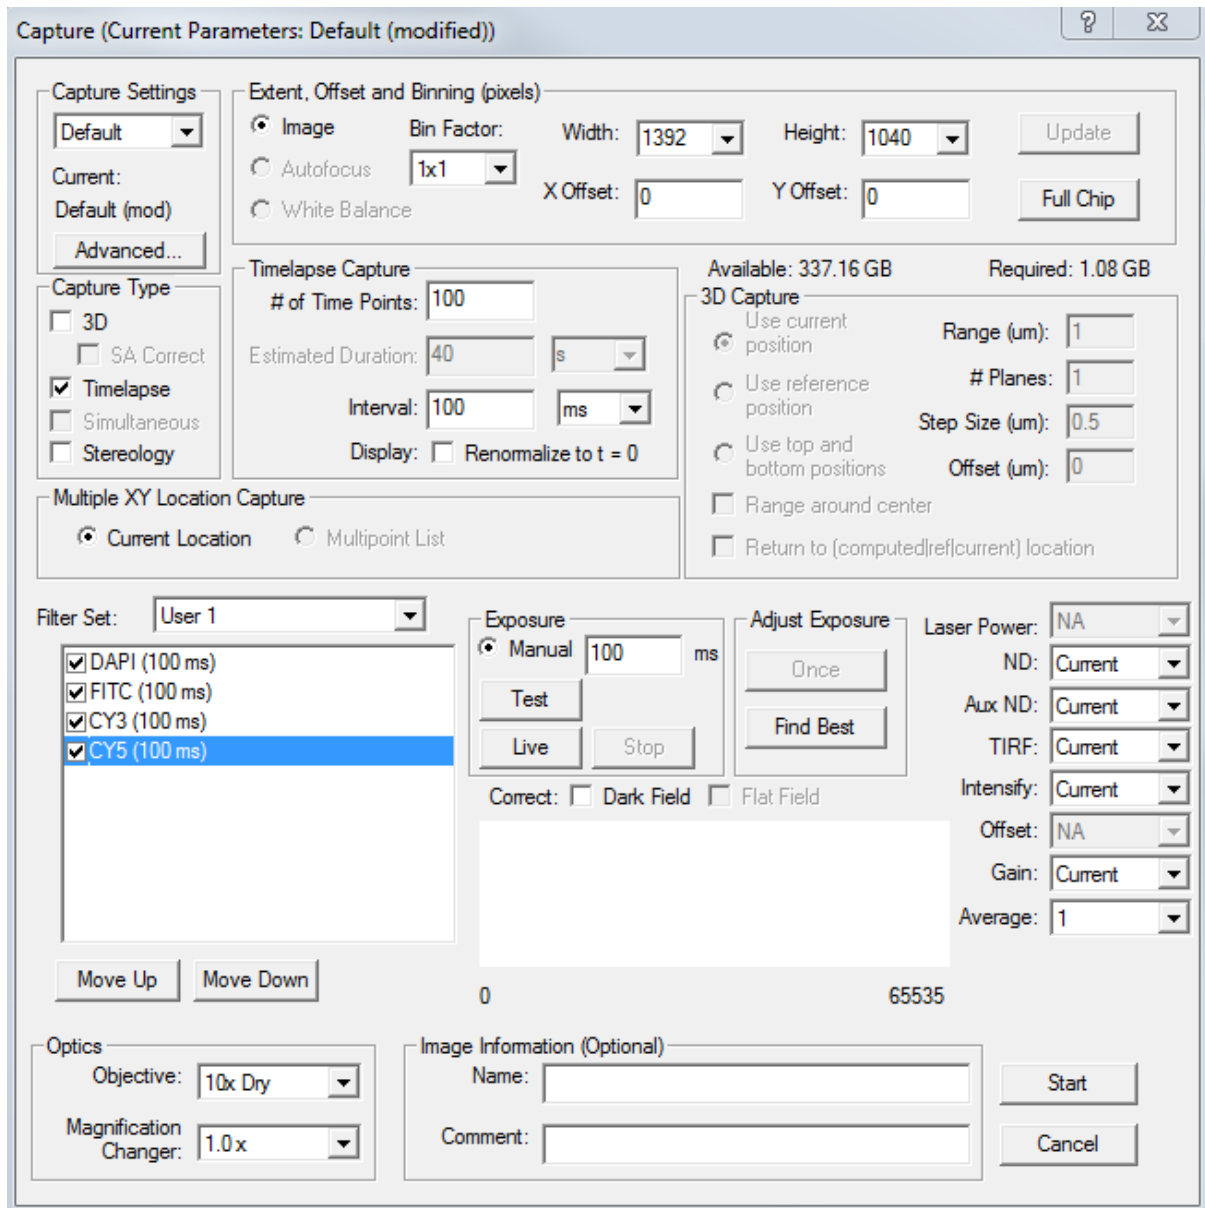 Capture (Current Parameters: Default (modified))
?
Capture Settings
Default
Current:
Default (mod)
Advanced...
Extent, Offset and Binning (pixels)
Image
Autofocus
White Balance
Bin Factor:
1x1
Width: 1392
Height: 1040
Update
X Offset: 0
Y Offset: 0
Full Chip
Capture Type
3D
SA Correct
Timelapse
Simultaneous
Stereology
Timelapse Capture
# of Time Points: 100
Estimated Duration: 40 s
Interval: 100 ms
Display: Renormalize to t = 0
Available: 337.16 GB Required: 1.08 GB
3D Capture
Use current
position
Use reference
position
Use top and
bottom positions
Range (um): 1
# Planes: 1
Step Size (um): 0.5
Offset (um): 0
Range around center
Return to (computed|ref|current) location
Multiple XY Location Capture
Current Location Multipoint List
Filter Set: User 1
DAPI (100 ms)
FITC (100 ms)
CY3 (100 ms)
CY5 (100 ms)
Move Up Move Down
Exposure
Manual 100 ms
Test
Live Stop
Adjust Exposure
Once
Find Best
Correct: Dark Field Flat Field
0 65535
Laser Power: NA
ND: Current
Aux ND: Current
TIRF: Current
Intensify: Current
Offset: NA
Gain: Current
Average: 1
Optics
Objective: 10x Dry
Magnification
Changer: 1.0 x
Image Information (Optional)
Name:
Comment:
Start
Cancel